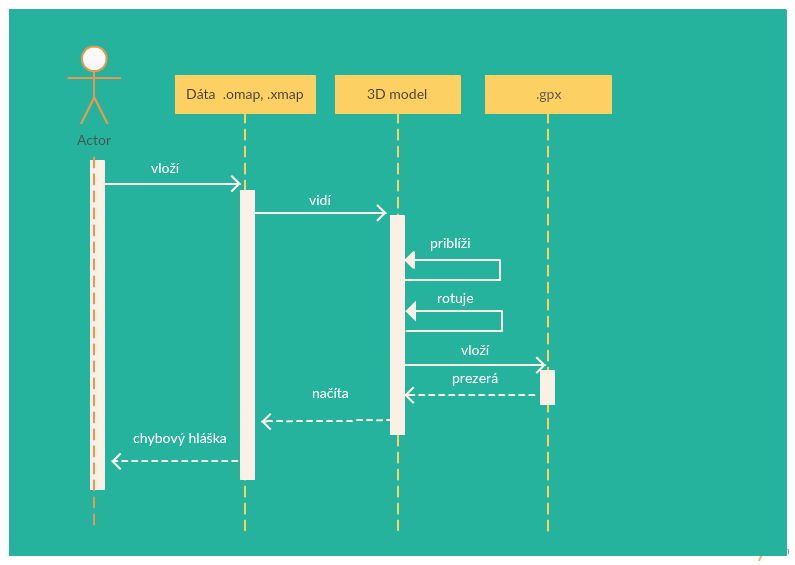 Dáta .omap, .xmap
3D model
.gpx
Actor
vloží
vidí
priblíži
rotuje
vloží
prezerá
načíta
chybový hláška